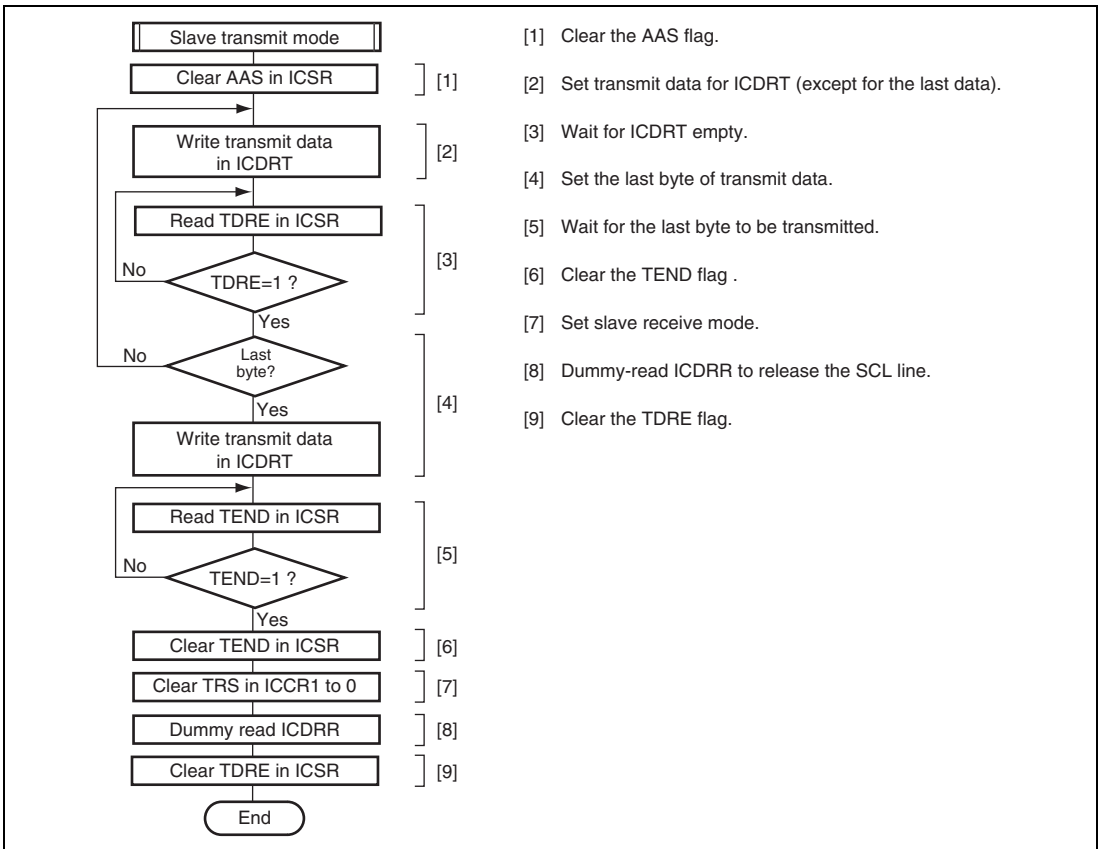 Slave transmit mode
Clear AAS in ICSR
[1]
Write transmit data
in ICDRT
[2]
Read TDRE in ICSR
No
TDRE=1 ?
[3]
Yes
No
Last
byte?
Yes
[4]
Write transmit data
in ICDRT
Read TEND in ICSR
No
TEND=1 ?
[5]
Yes
Clear TEND in ICSR
[6]
Clear TRS in ICCR1 to 0
[7]
Dummy read ICDRR
[8]
Clear TDRE in ICSR
[9]
End
[1] Clear the AAS flag.
[2] Set transmit data for ICDRT (except for the last data).
[3] Wait for ICDRT empty.
[4] Set the last byte of transmit data.
[5] Wait for the last byte to be transmitted.
[6] Clear the TEND flag .
[7] Set slave receive mode.
[8] Dummy-read ICDRR to release the SCL line.
[9] Clear the TDRE flag.